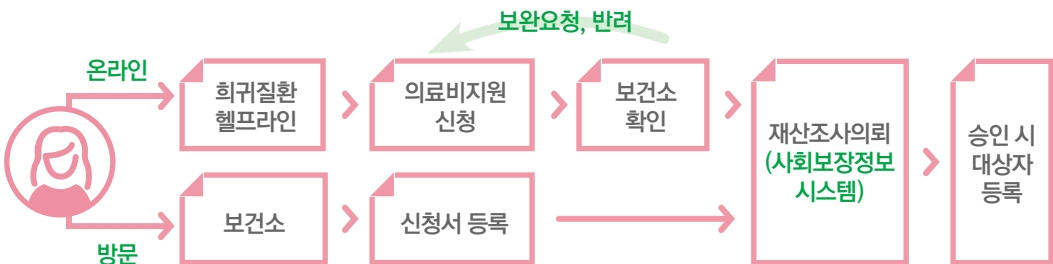 보완요청, 반려
온라인
희귀질환
헬프라인
의료비지원
신청
보건소
확인
재산조사의뢰
(사회보장정보
시스템)
승인 시
대상자
등록
보건소
신청서 등록
방문